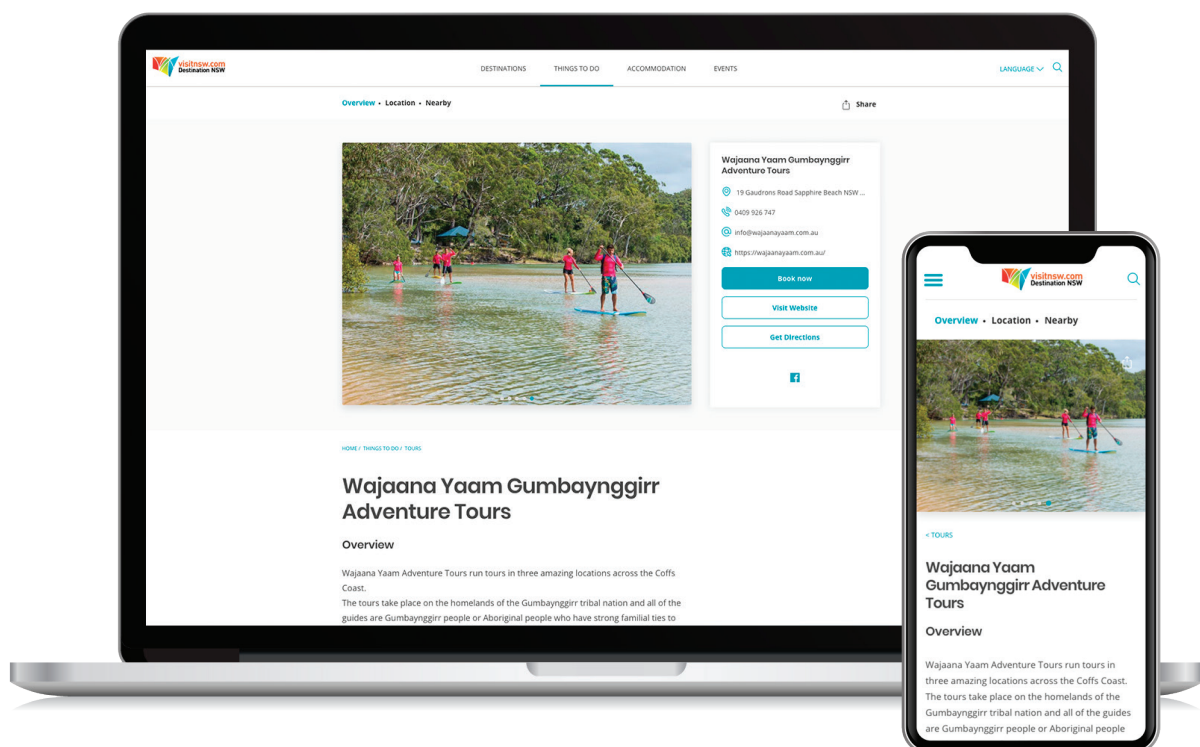 visitnsw.com
Destination NSW
DESTINATIONS THINGS TO DO ACCOMMODATION EVENTS
LANGUAGE
Overview • Location • Nearby
Share
Wajaana Yaam Gumbaynggirr
Adventure Tours
19 Gaudrons Road Sapphire Beach NSW ...
0409 926 747
info@wajaanayaam.com.au
https://wajaanayaam.com.au/
Book now
Visit Website
Get Directions
HOME / THINGS TO DO / TOURS
Wajaana Yaam Gumbaynggirr
Adventure Tours
Overview
Wajaana Yaam Adventure Tours run tours in three amazing locations across the Coffs
Coast.
The tours take place on the homelands of the Gumbaynggirr tribal nation and all of the
guides are Gumbaynggirr people or Aboriginal people who have strong familial ties to
visitnsw.com
Destination NSW
Overview • Location • Nearby
< TOURS
Wajaana Yaam
Gumbaynggirr Adventure
Tours
Overview
Wajaana Yaam Adventure Tours run tours in
three amazing locations across the Coffs Coast.
The tours take place on the homelands of the
Gumbaynggirr tribal nation and all of the guides
are Gumbaynggirr people or Aboriginal people